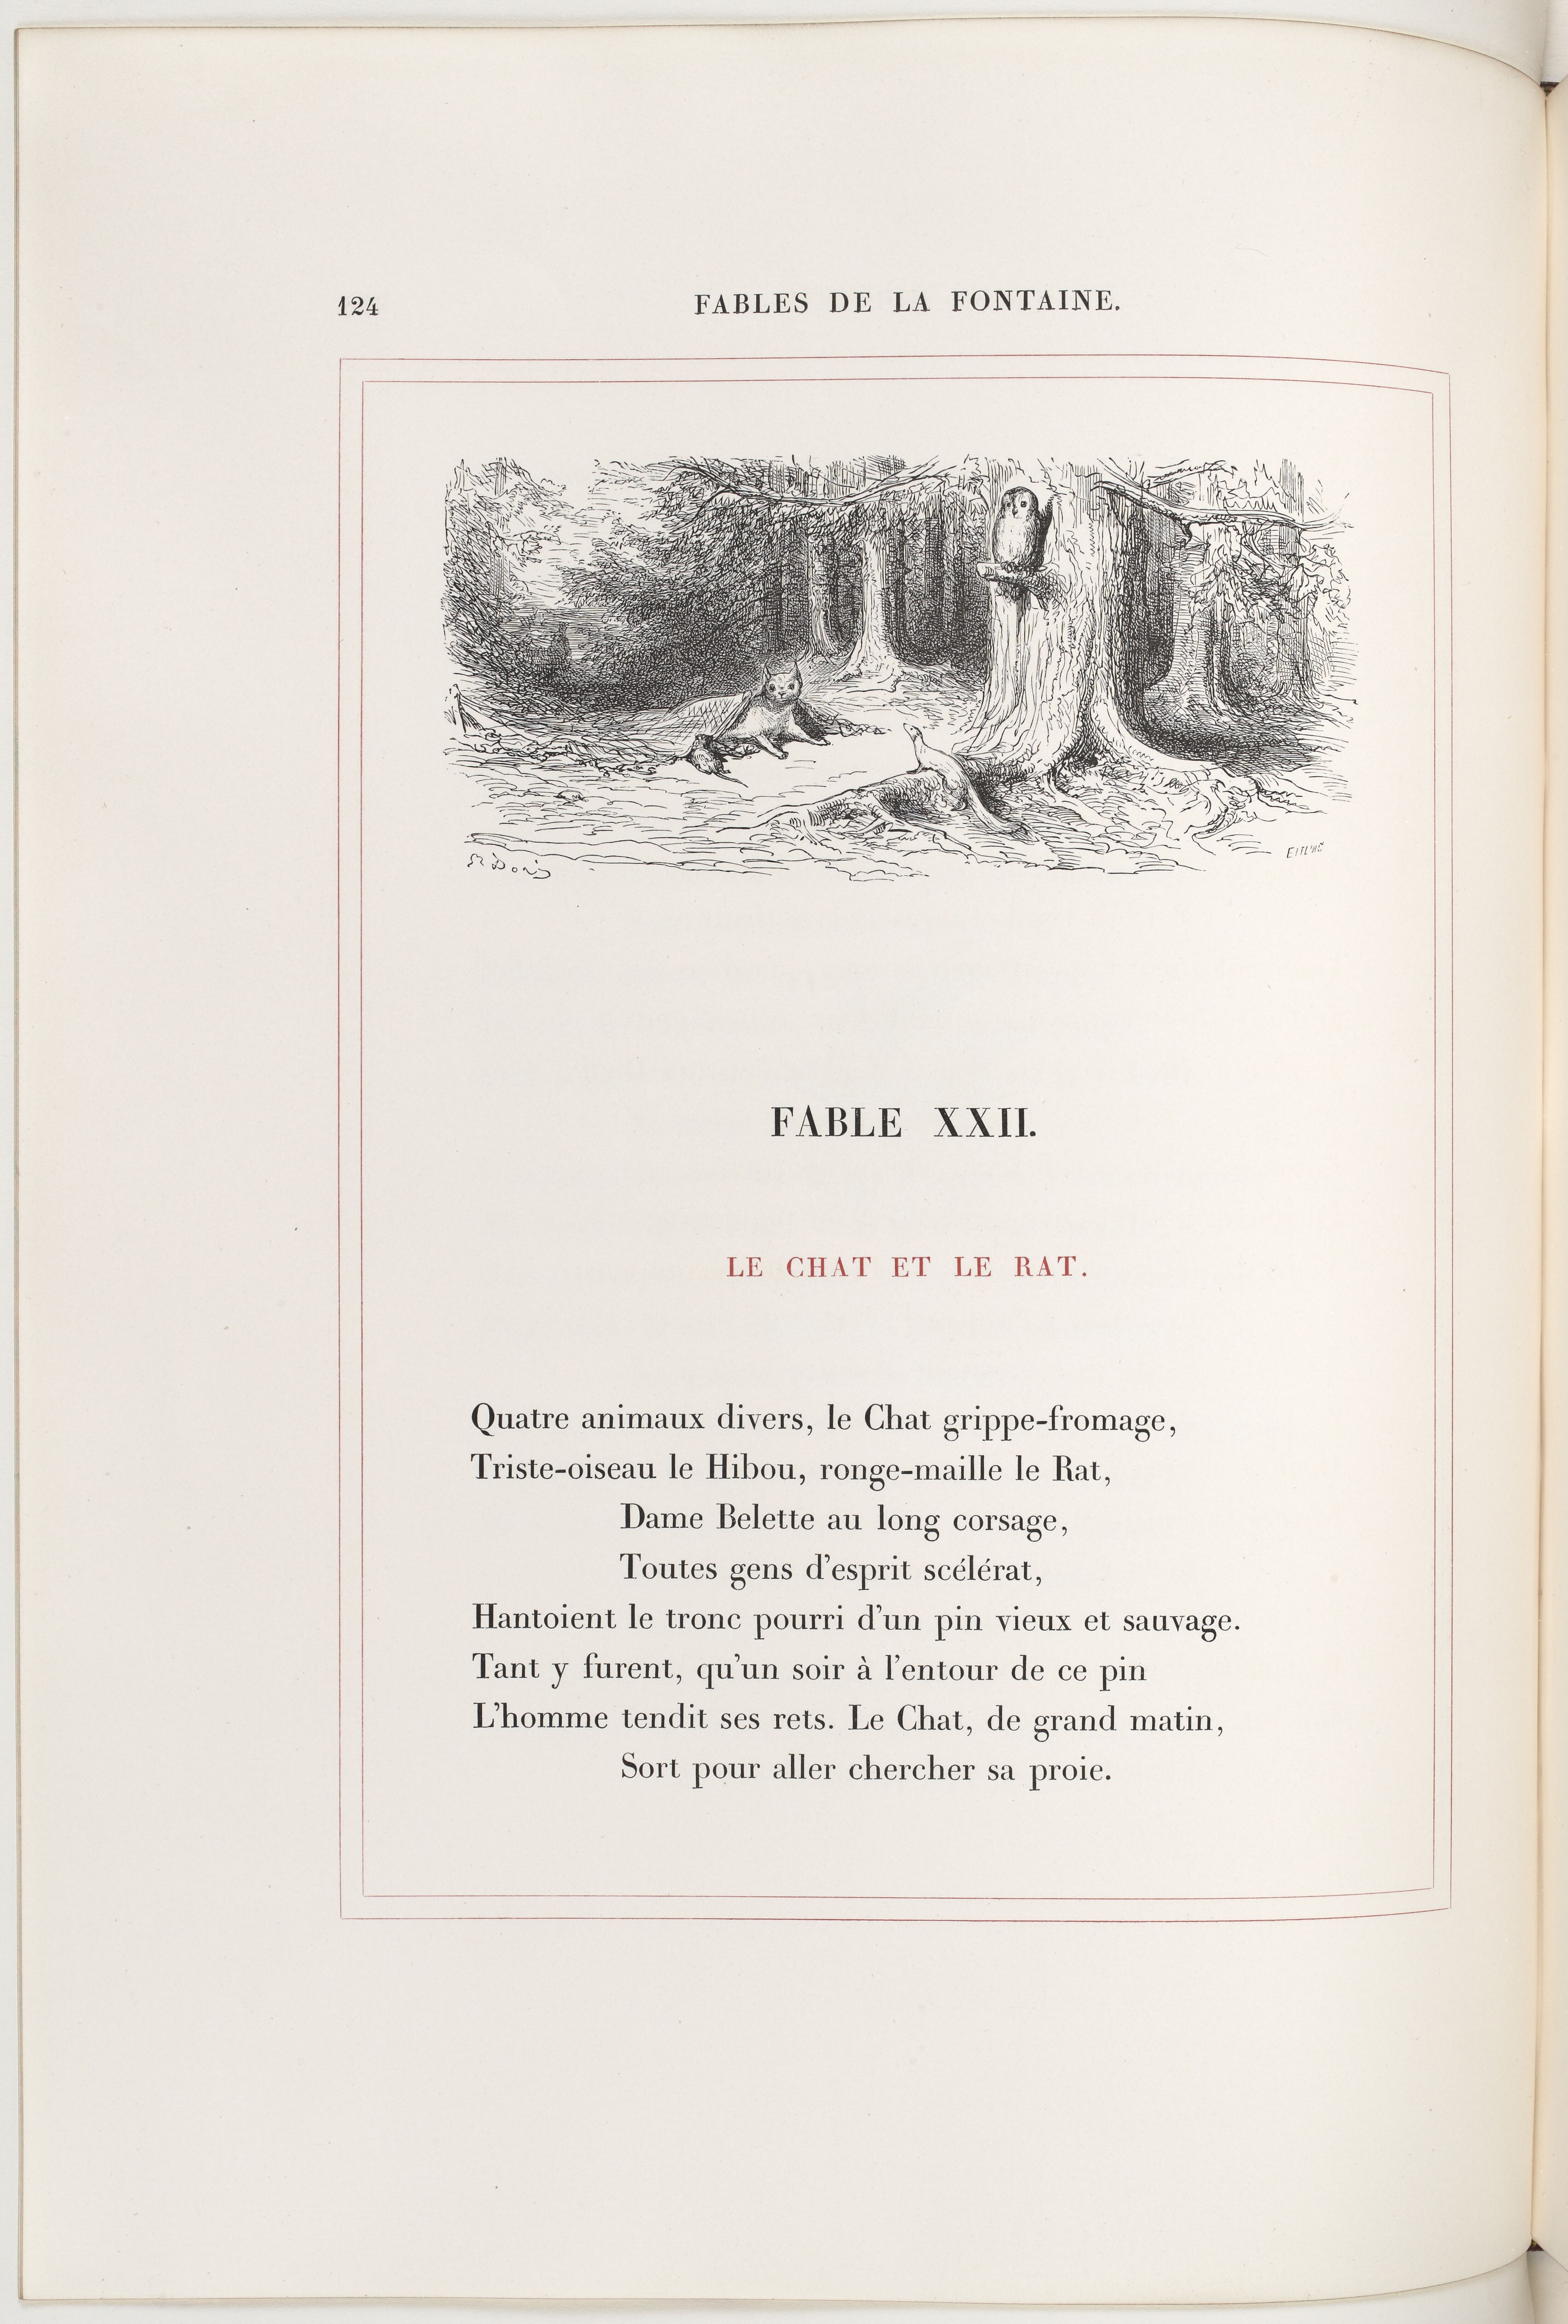 124
FABLES DE LA FONTAINE.
G. Doré
FABLE XXII.
LE CHAT ET LE RAT.
Quatre animaux divers, le Chat grippe-fromage,
Triste-oiseau le Hibou, ronge-maille le Rat,
Dame Belette au long corsage,
Toutes gens d'esprit scélérat,
Hantoient le tronc pourri d'un pin vieux et sauvage.
Tant y furent, qu'un soir à l'entour de ce pin
L'homme tendit ses rets. Le Chat, de grand matin,
Sort pour aller chercher sa proie.